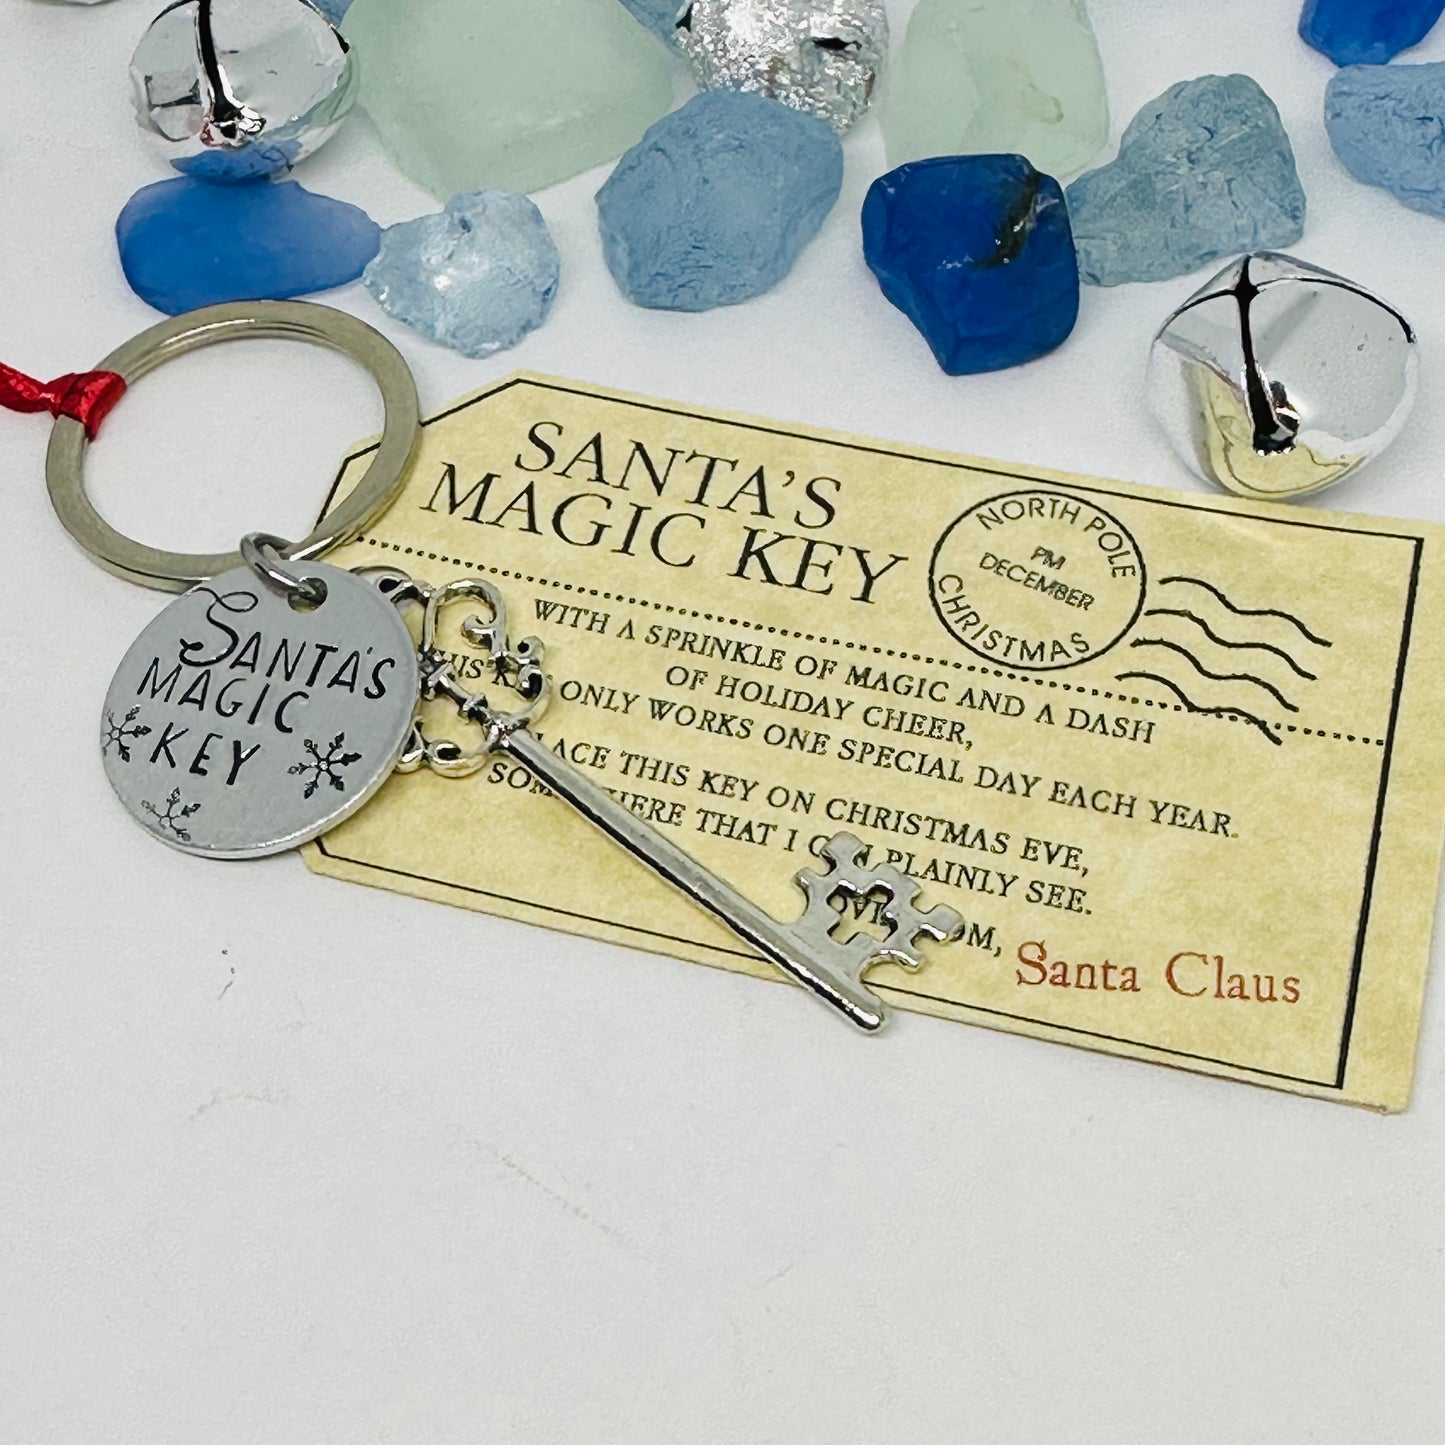 SANTA'S
MAGIC
KEY
SANTA'S
MAGIC KEY
NORTH POLE
PM
DECEMBER
CHRISTMAS
WITH A SPRINKLE OF MAGIC AND A DASH
OF HOLIDAY CHEER,
ONLY WORKS ONE SPECIAL DAY EACH YEAR.
THIS KEY ON CHRISTMAS EVE,
THAT I PLAINLY SEE.
Santa Claus